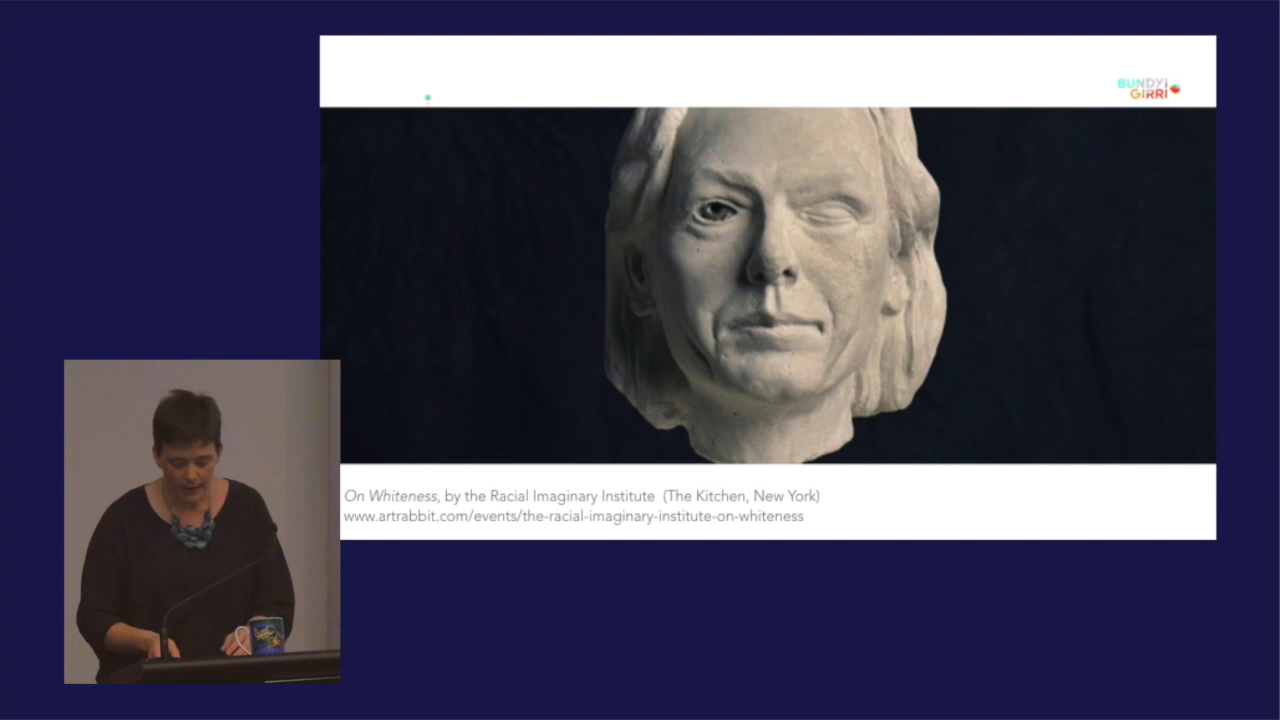 BUNDYI
GIRRI
On Whiteness, by the Racial Imaginary Institute (The Kitchen, New York)
www.artrabbit.com/events/the-racial-imaginary-institute-on-whiteness